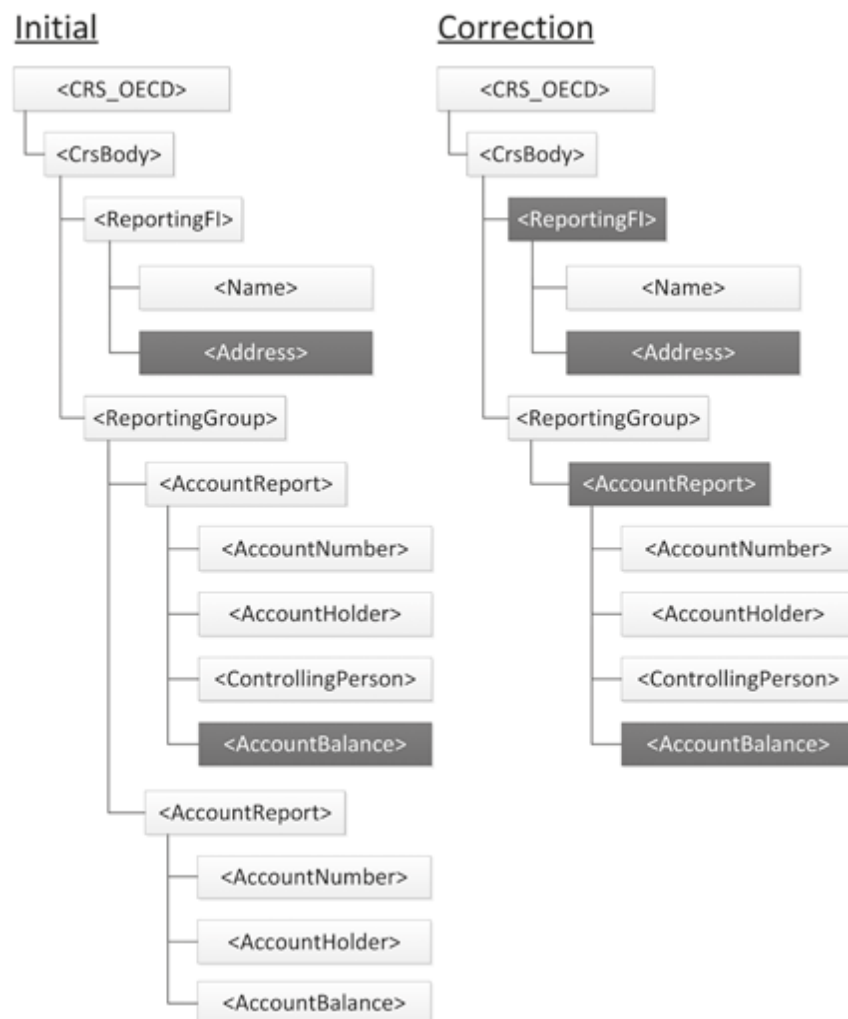 Initial
<CRS_OECD>
<CrsBody>
<ReportingFI>
<Name>
<Address>
<ReportingGroup>
<AccountReport>
<AccountNumber>
<AccountHolder>
<ControllingPerson>
<AccountBalance>
<AccountReport>
<AccountNumber>
<AccountHolder>
<AccountBalance>
Correction
<CRS_OECD>
<CrsBody>
<ReportingFI>
<Name>
<Address>
<ReportingGroup>
<AccountReport>
<AccountNumber>
<AccountHolder>
<ControllingPerson>
<AccountBalance>